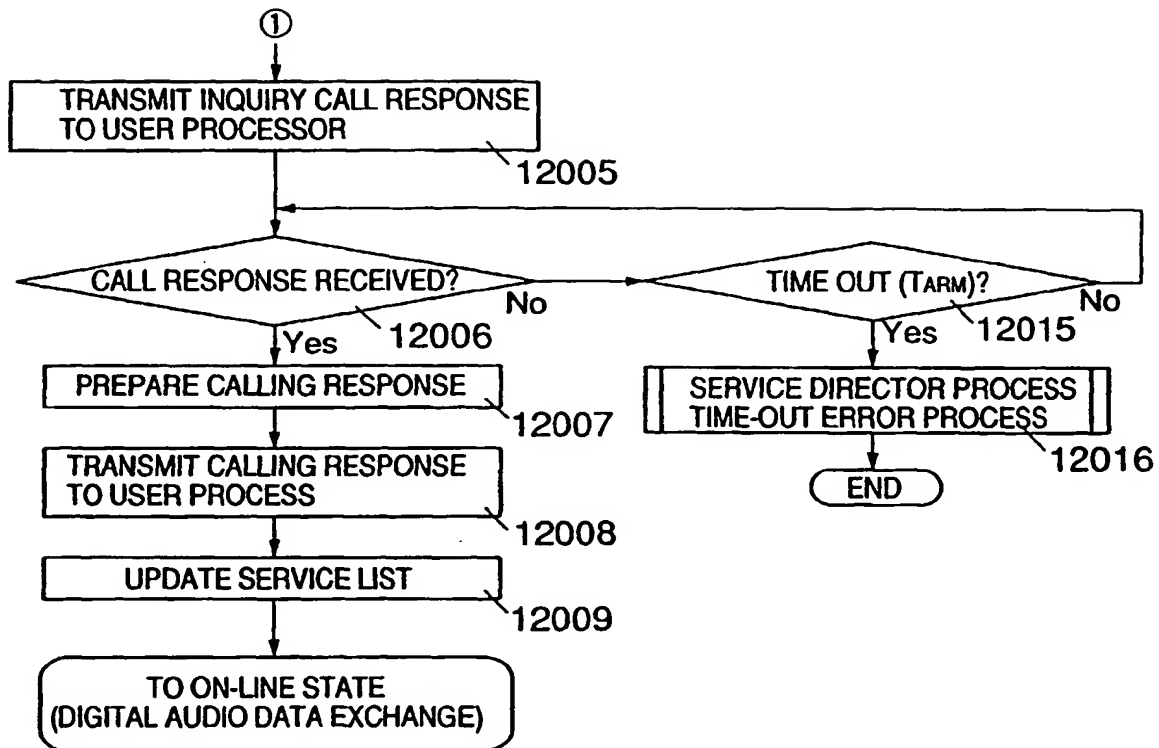 ①
TRANSMIT INQUIRY CALL RESPONSE
TO USER PROCESSOR
12005
CALL RESPONSE RECEIVED?
No
12006
Yes
TIME OUT (TARM)?
No
12015
Yes
PREPARE CALLING RESPONSE
12007
SERVICE DIRECTOR PROCESS
TIME-OUT ERROR PROCESS
12016
END
TRANSMIT CALLING RESPONSE
TO USER PROCESS
12008
UPDATE SERVICE LIST
12009
TO ON-LINE STATE
(DIGITAL AUDIO DATA EXCHANGE)